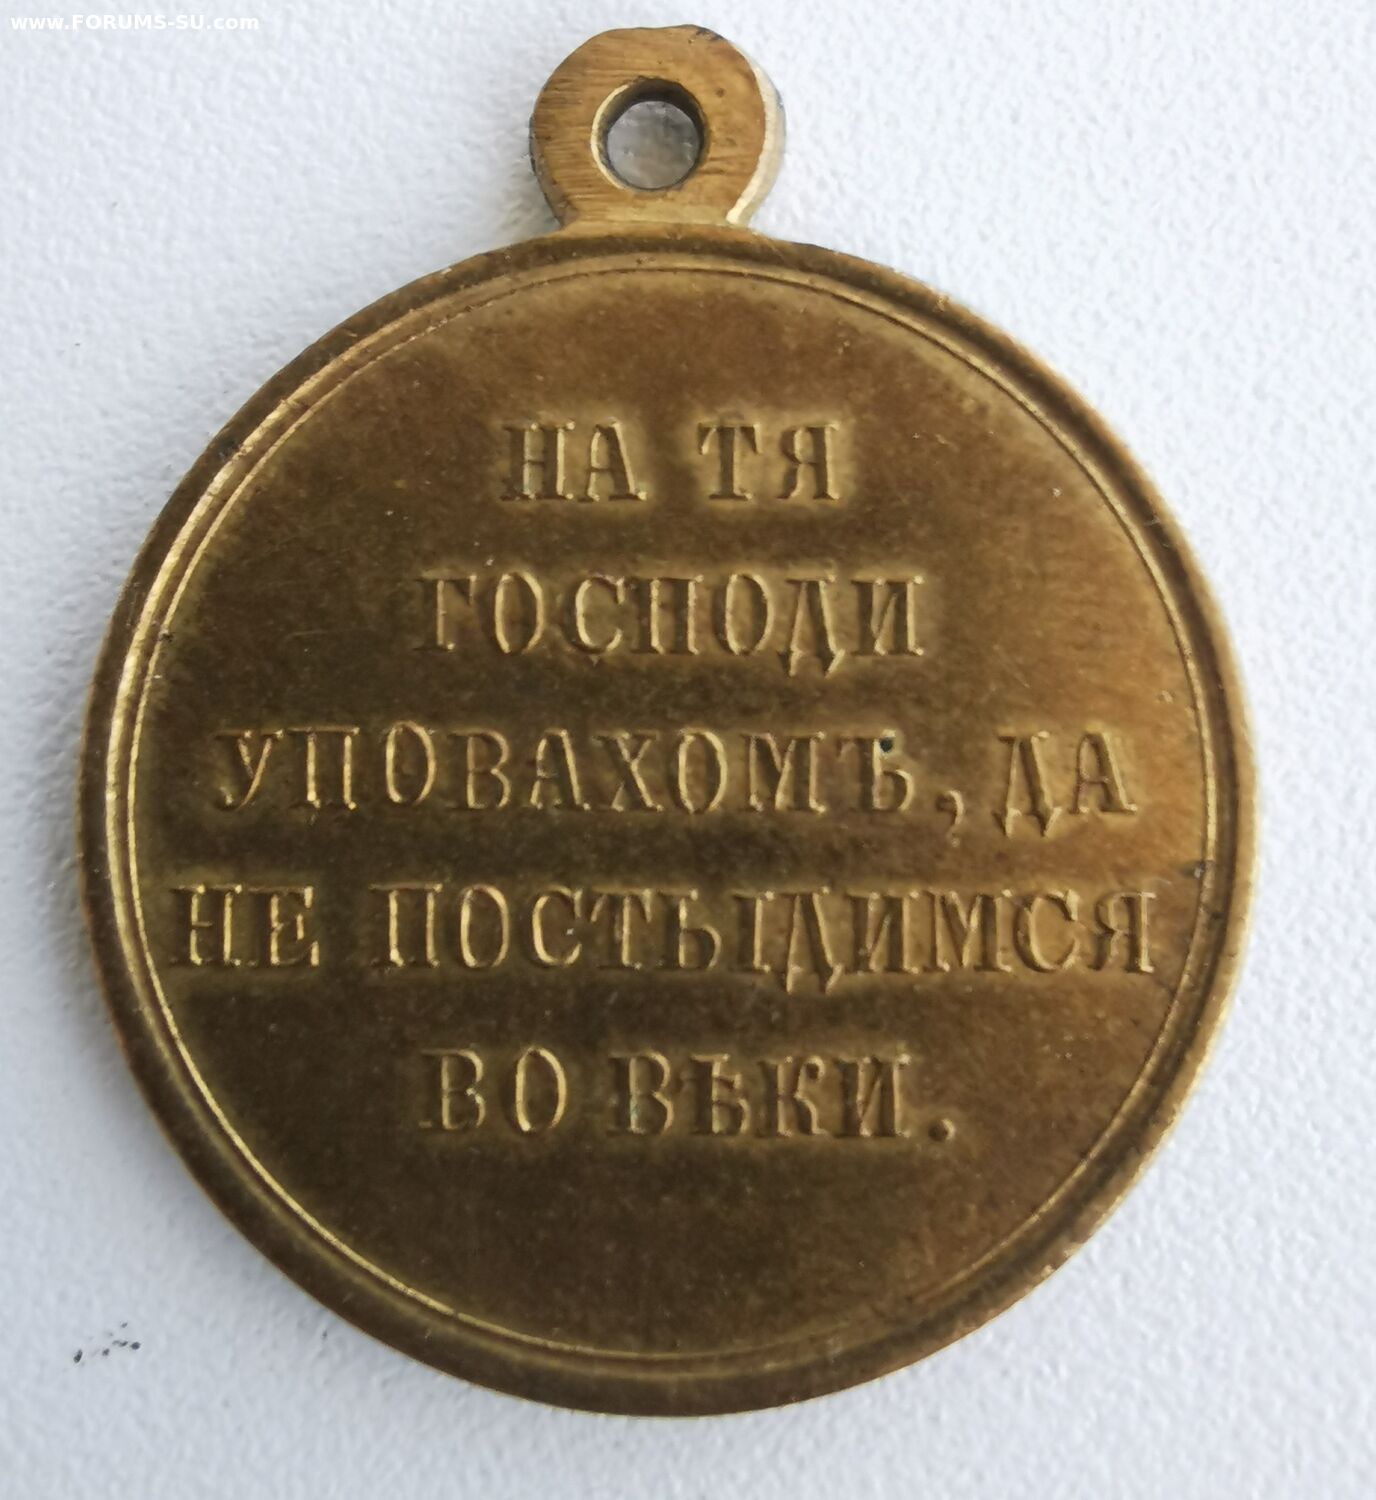 www.FORUMS-SU.com
НА ТЯ
ГОСПОДИ
УПОВАХОМЪ, ДА
НЕ ПОСТЫДИМСЯ
ВО ВѢКИ.